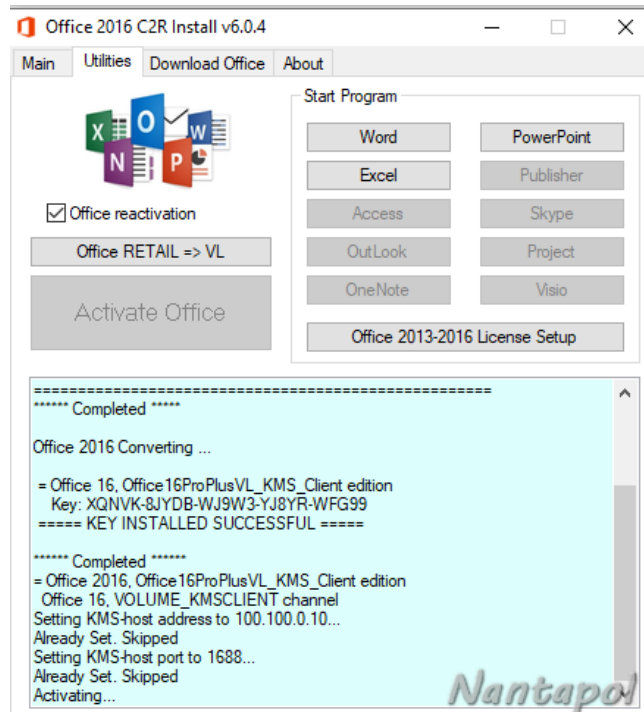 Office 2016 C2R Install v6.0.4
Main Utilities Download Office About
Start Program
Word PowerPoint
Excel Publisher
Access Skype
OutLook Project
OneNote Visio
Office 2013-2016 License Setup
Office reactivation
Office RETAIL => VL
Activate Office
====================================================
****** Completed *****
Office 2016 Converting ...
= Office 16, Office16ProPlusVL_KMS_Client edition
Key: XQNVK-8JYDB-WJ9W3-YJ8YR-WFG99
===== KEY INSTALLED SUCCESSFUL =====
****** Completed ******
= Office 2016, Office16ProPlusVL_KMS_Client edition
Office 16, VOLUME_KMSCLIENT channel
Setting KMS-host address to 100.100.0.10...
Already Set. Skipped
Setting KMS-host port to 1688...
Already Set. Skipped
Activating...
Nantapol